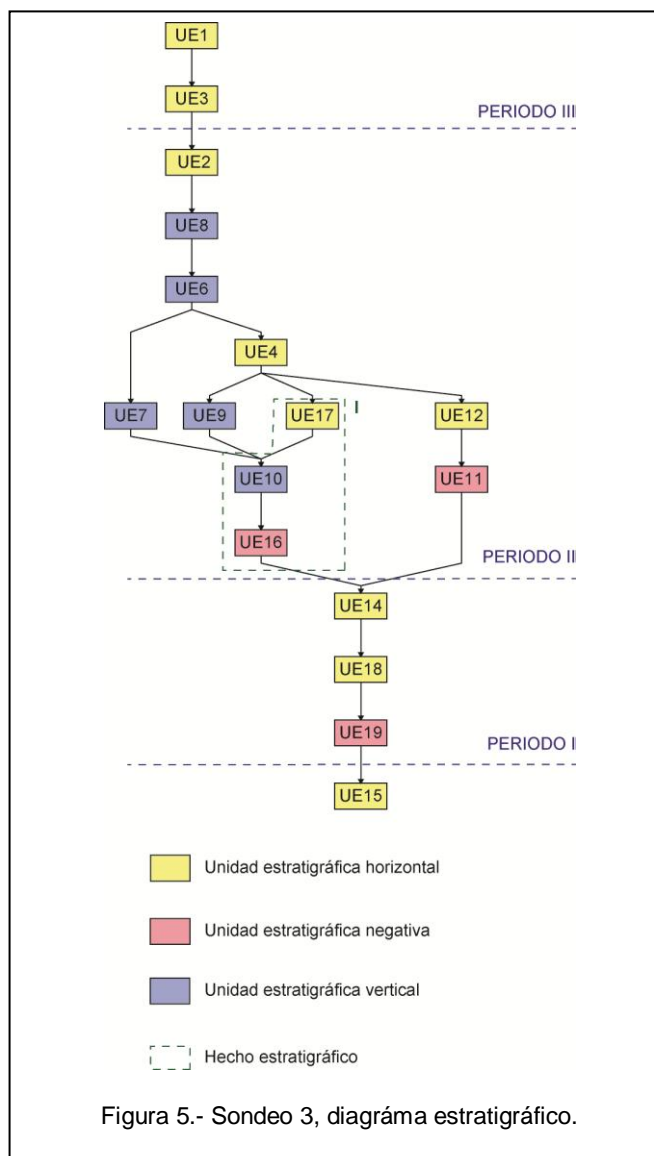 UE1
UE3
PERIODO III
UE2
UE8
UE6
UE4
UE7 UE9 UE17 I UE12
UE10 UE11
UE16
PERIODO II
UE14
UE18
UE19
PERIODO I
UE15
Unidad estratigráfica horizontal
Unidad estratigráfica negativa
Unidad estratigráfica vertical
Hecho estratigráfico
Figura 5.- Sondeo 3, diagráma estratigráfico.